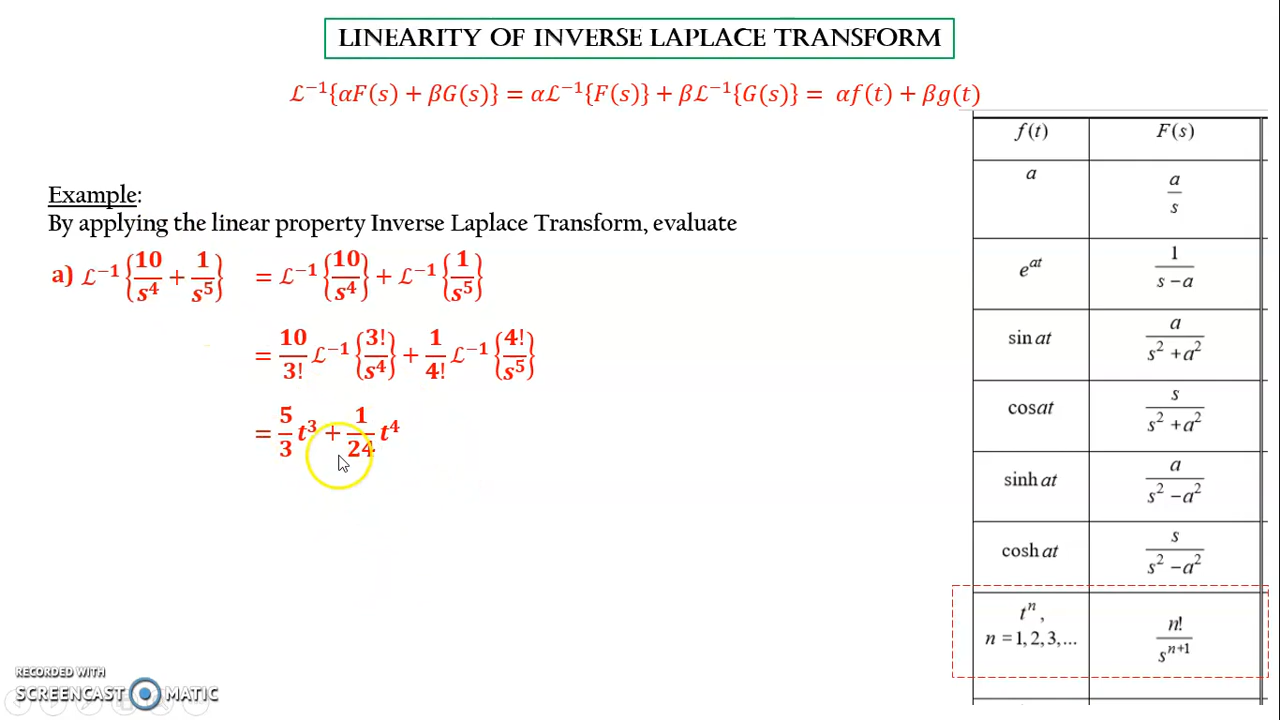 LINEARITY OF INVERSE LAPLACE TRANSFORM
ℒ⁻¹{αF(s) + βG(s)} = αℒ⁻¹{F(s)} + βℒ⁻¹{G(s)} = αf(t) + βg(t)
Example:
By applying the linear property Inverse Laplace Transform, evaluate
a) ℒ⁻¹{10/s⁴ + 1/s⁵} = ℒ⁻¹{10/s⁴} + ℒ⁻¹{1/s⁵}
= 10/3! ℒ⁻¹{3!/s⁴} + 1/4! ℒ⁻¹{4!/s⁵}
= 5/3 t³ + 1/24 t⁴
f(t) F(s)
a a/s
eᵃᵗ 1/(s−a)
sin at a/(s²+a²)
cosat s/(s²+a²)
sinh at a/(s²−a²)
cosh at s/(s²−a²)
tⁿ,
n = 1, 2, 3,... n!/sⁿ⁺¹
RECORDED WITH
SCREENCAST MATIC